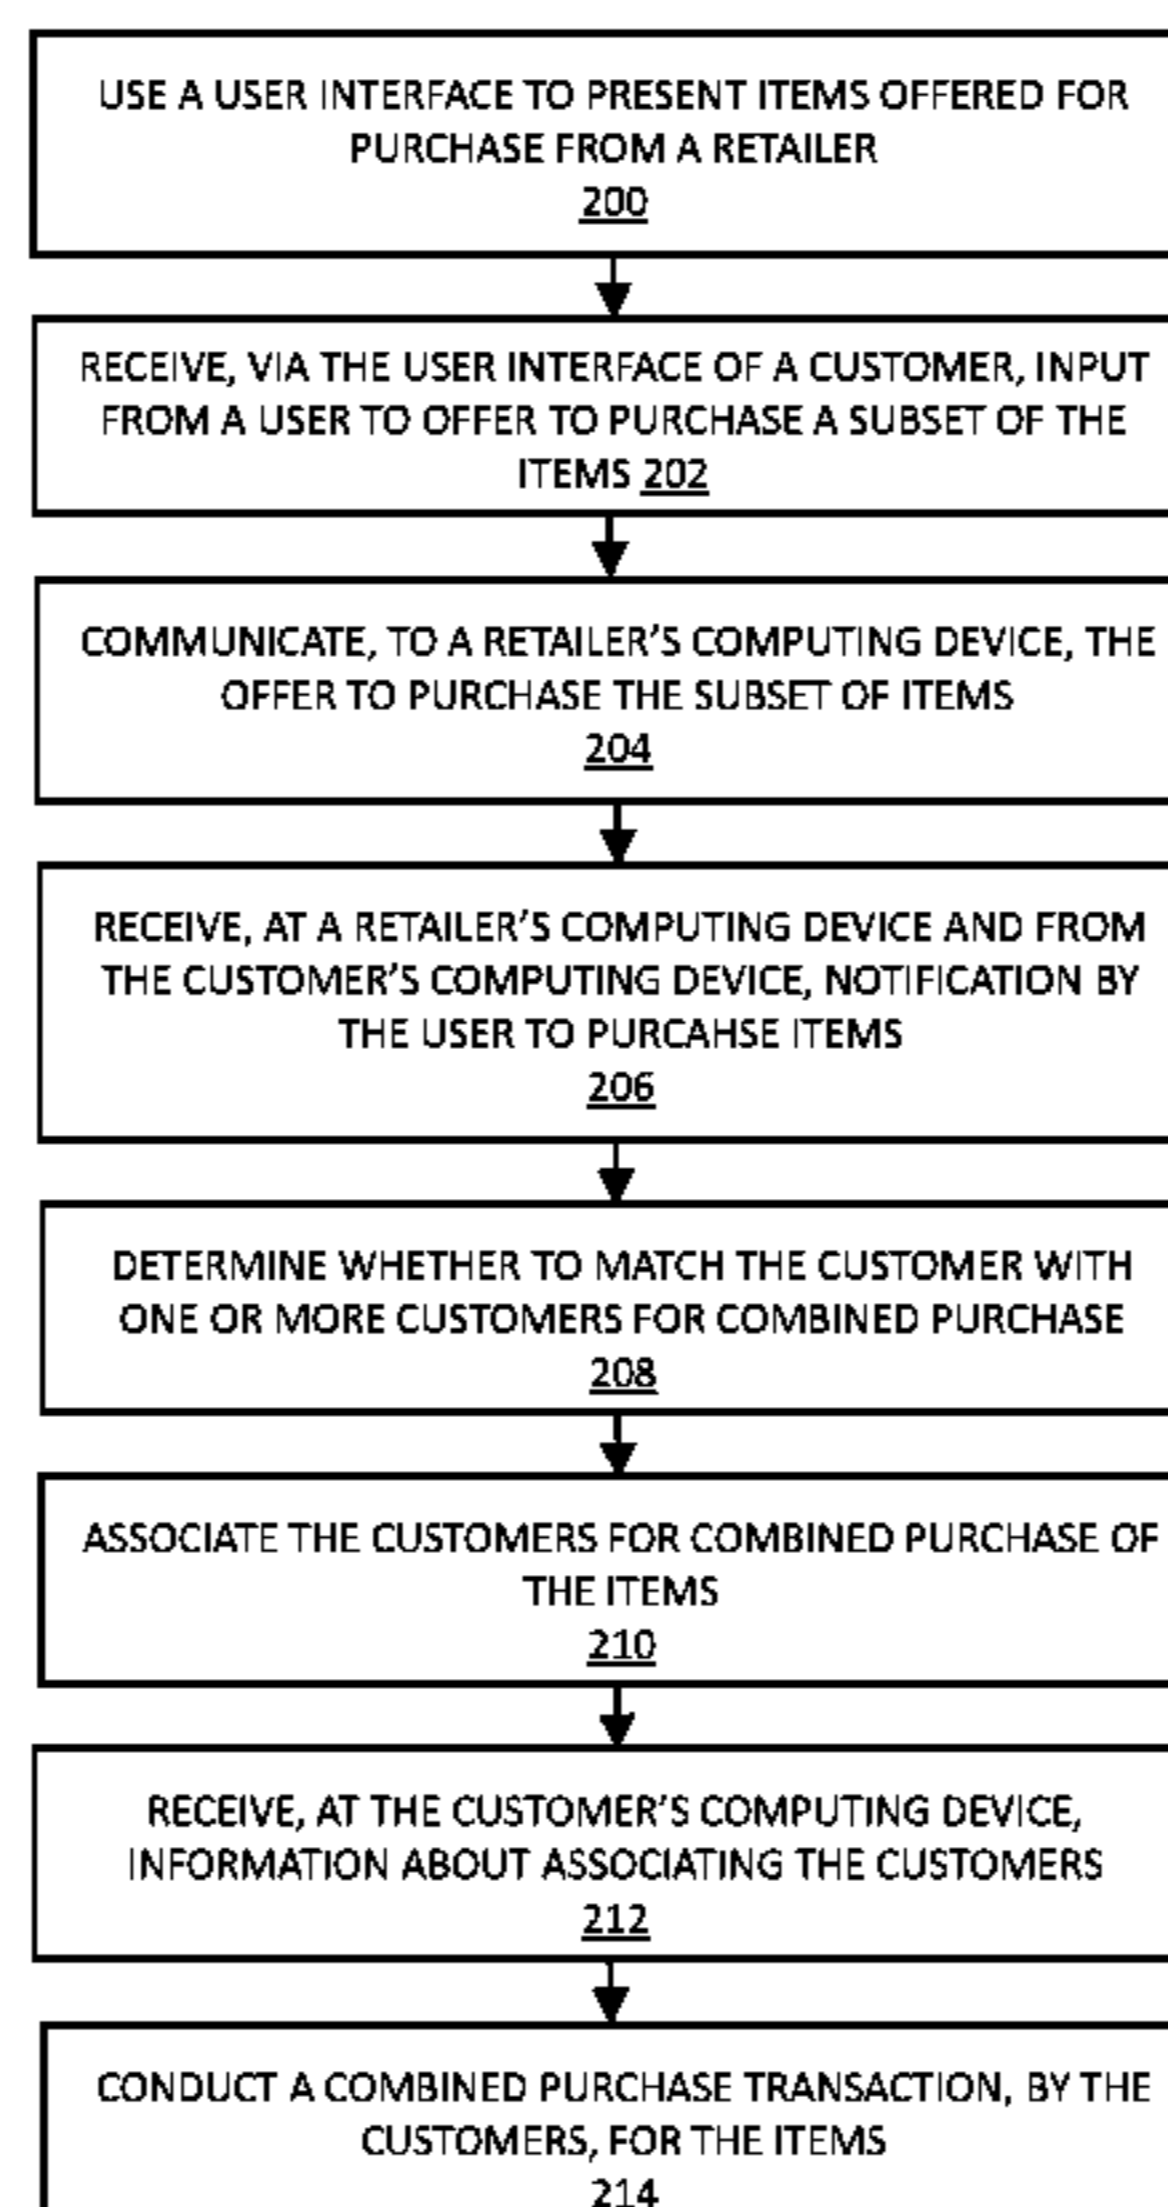 USE A USER INTERFACE TO PRESENT ITEMS OFFERED FOR
PURCHASE FROM A RETAILER
200
RECEIVE, VIA THE USER INTERFACE OF A CUSTOMER, INPUT
FROM A USER TO OFFER TO PURCHASE A SUBSET OF THE
ITEMS 202
COMMUNICATE, TO A RETAILER’S COMPUTING DEVICE, THE
OFFER TO PURCHASE THE SUBSET OF ITEMS
204
RECEIVE, AT A RETAILER’S COMPUTING DEVICE AND FROM
THE CUSTOMER’S COMPUTING DEVICE, NOTIFICATION BY
THE USER TO PURCAHSE ITEMS
206
DETERMINE WHETHER TO MATCH THE CUSTOMER WITH
ONE OR MORE CUSTOMERS FOR COMBINED PURCHASE
208
ASSOCIATE THE CUSTOMERS FOR COMBINED PURCHASE OF
THE ITEMS
210
RECEIVE, AT THE CUSTOMER’S COMPUTING DEVICE,
INFORMATION ABOUT ASSOCIATING THE CUSTOMERS
212
CONDUCT A COMBINED PURCHASE TRANSACTION, BY THE
CUSTOMERS, FOR THE ITEMS
214